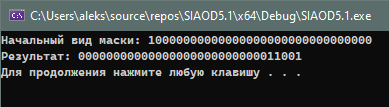 C:\Users\aleks\source\repos\SIAOD5.1\x64\Debug\SIAOD5.1.exe
Начальный вид маски: 10000000000000000000000000000000
Результат: 00000000000000000000000000011001
Для продолжения нажмите любую клавишу . . .